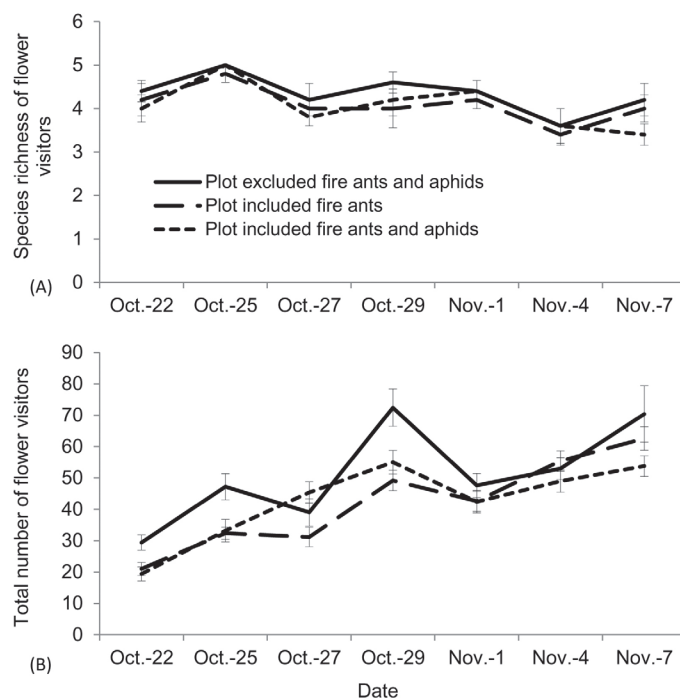 6
5
4
3
2
1
0
Species richness of flower
visitors
Plot excluded fire ants and aphids
Plot included fire ants
Plot included fire ants and aphids
(A)
Oct.-22 Oct.-25 Oct.-27 Oct.-29 Nov.-1 Nov.-4 Nov.-7
90
80
70
60
50
40
30
20
10
0
Total number of flower visitors
(B)
Oct.-22 Oct.-25 Oct.-27 Oct.-29 Nov.-1 Nov.-4 Nov.-7
Date